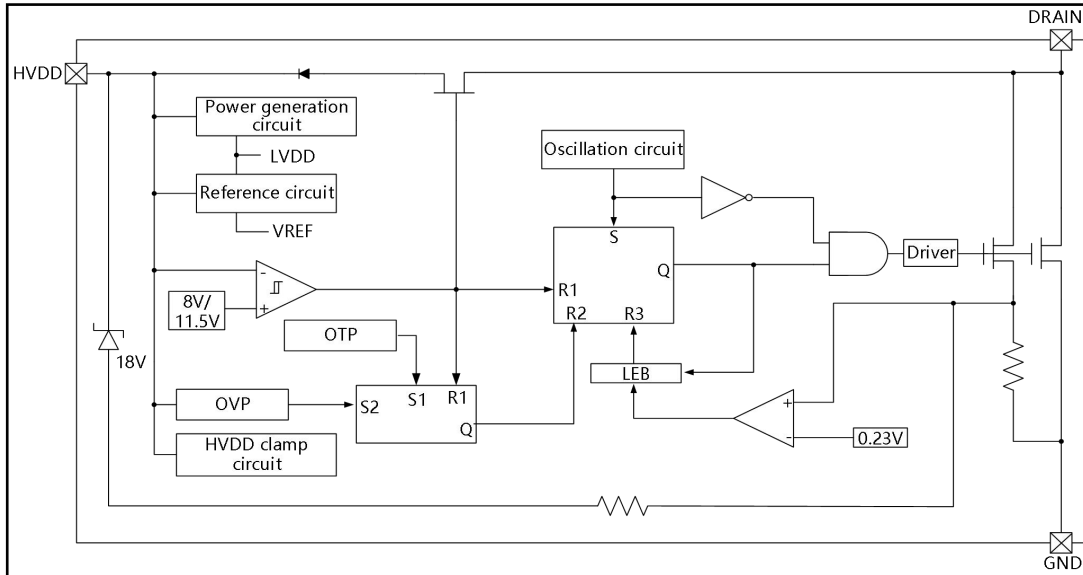 DRAIN
HVDD
Power generation
circuit
LVDD
Oscillation circuit
Reference circuit
VREF
S
Q
Driver
-
+
8V/
11.5V
R1
R2
R3
OTP
18V
LEB
S2
S1
R1
Q
OVP
+
-
0.23V
HVDD clamp
circuit
GND